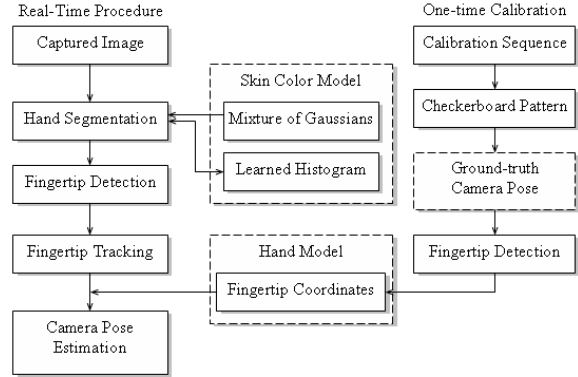 Real-Time Procedure
Captured Image
Hand Segmentation
Fingertip Detection
Fingertip Tracking
Camera Pose
Estimation
Skin Color Model
Mixture of Gaussians
Learned Histogram
Hand Model
Fingertip Coordinates
One-time Calibration
Calibration Sequence
Checkerboard Pattern
Ground-truth
Camera Pose
Fingertip Detection